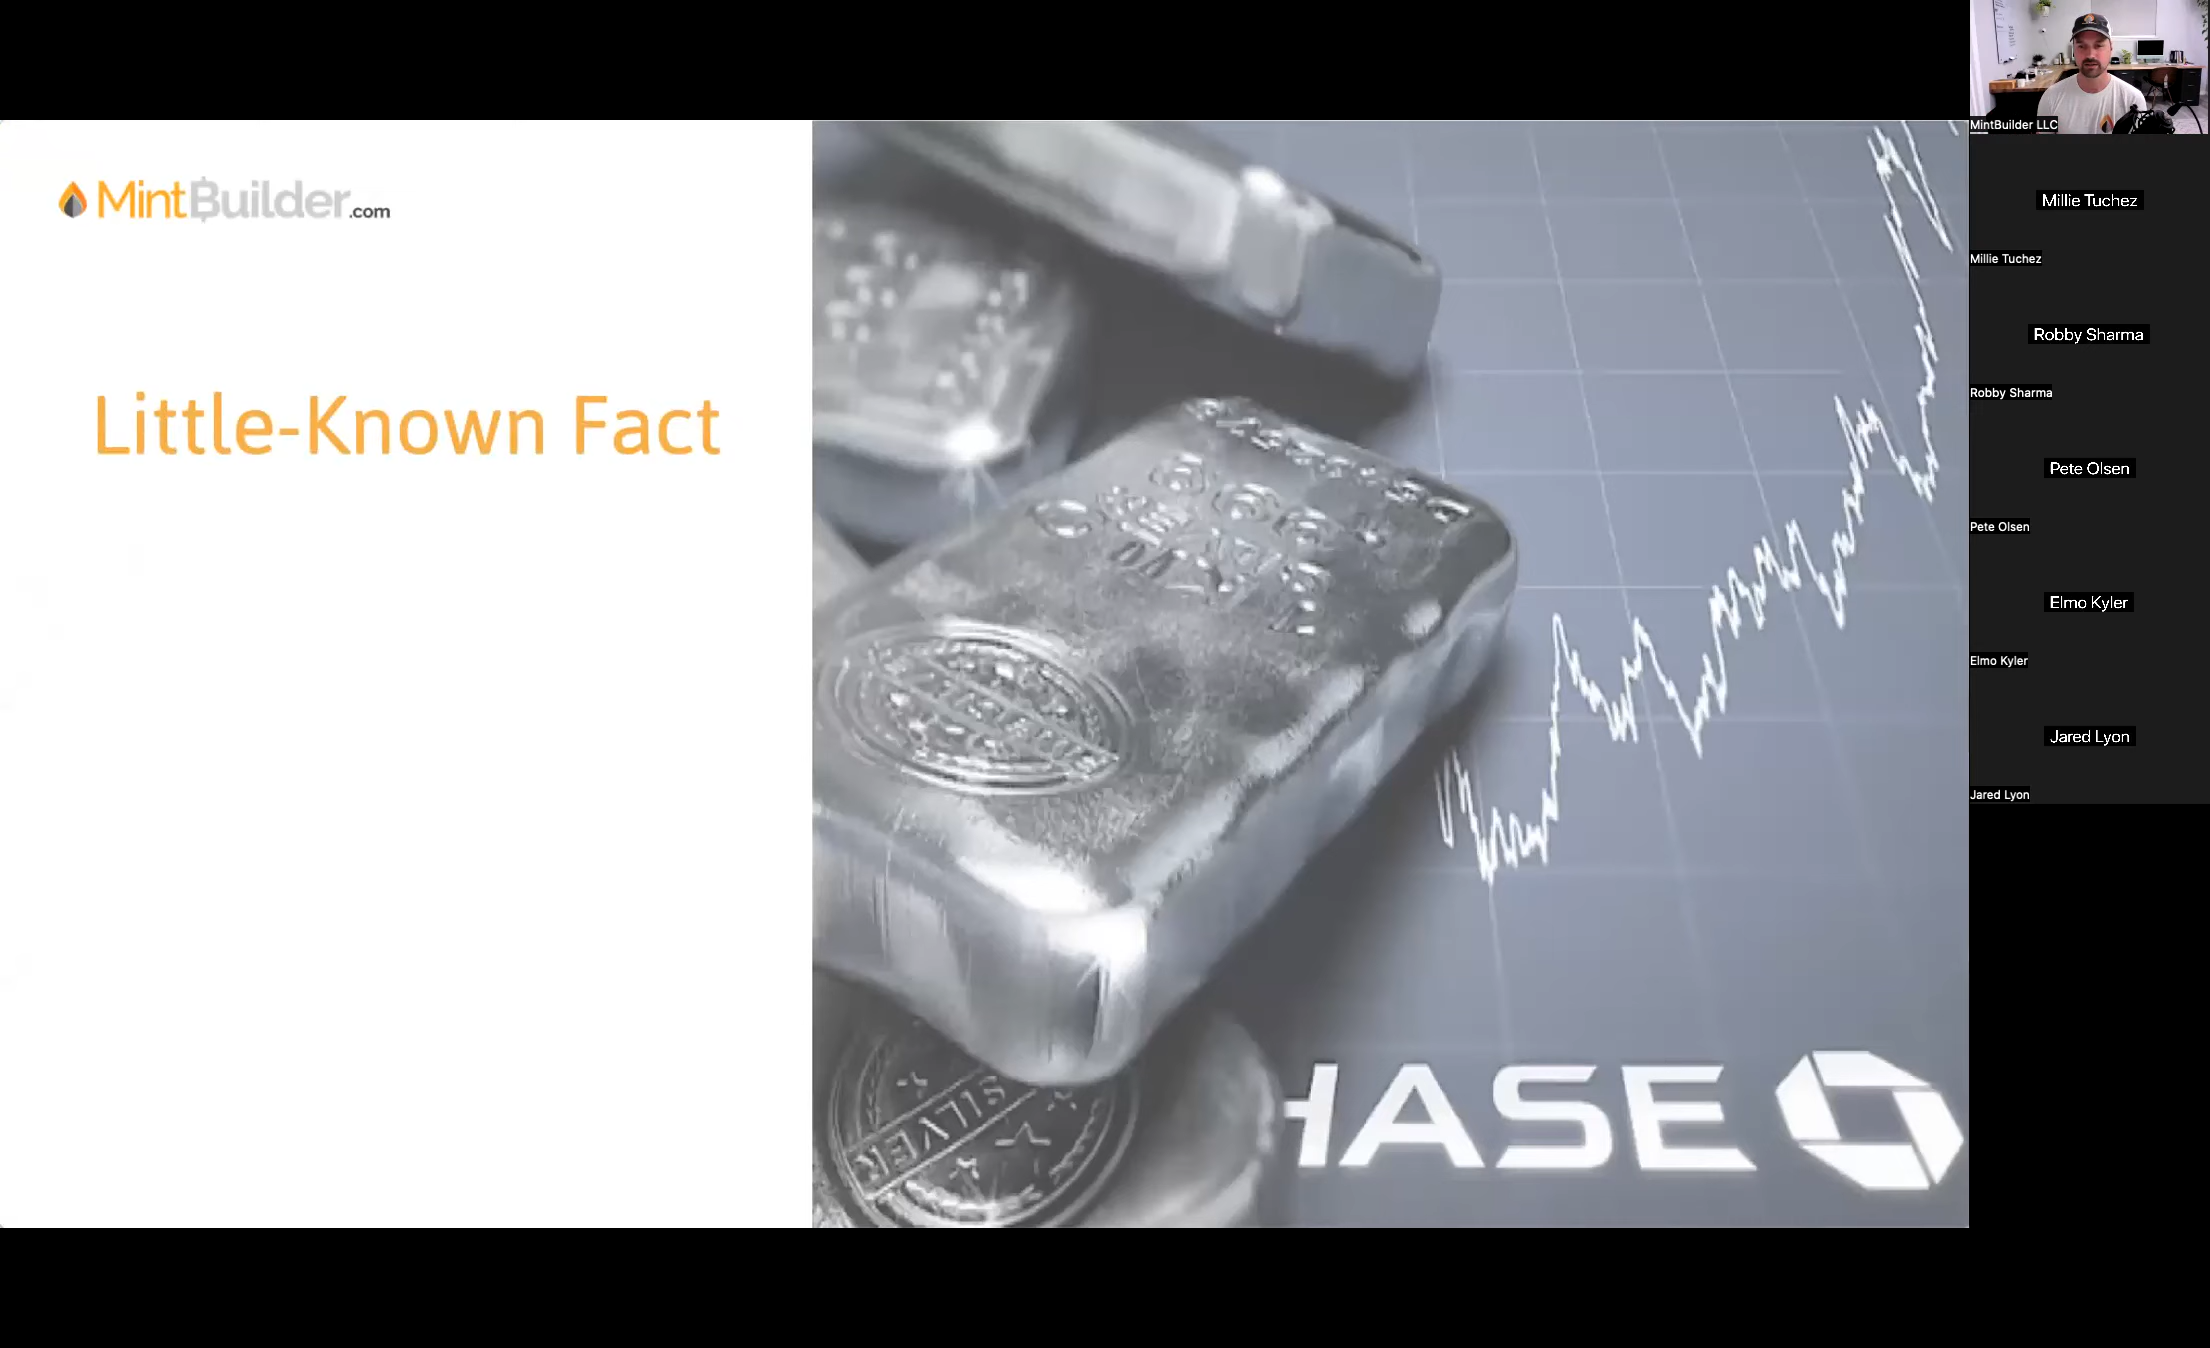 MintBuilder.com
Little-Known Fact
SILVER
HASE
MintBuilder LLC
Millie Tuchez
Millie Tuchez
Robby Sharma
Robby Sharma
Pete Olsen
Pete Olsen
Elmo Kyler
Elmo Kyler
Jared Lyon
Jared Lyon